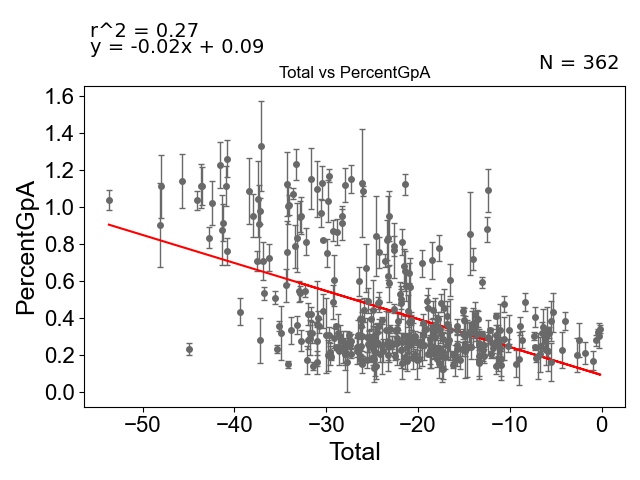 r^2 = 0.27
y = -0.02x + 0.09
N = 362
Total vs PercentGpA
PercentGpA
1.6
1.4
1.2
1.0
0.8
0.6
0.4
0.2
0.0
−50 −40 −30 −20 −10 0
Total